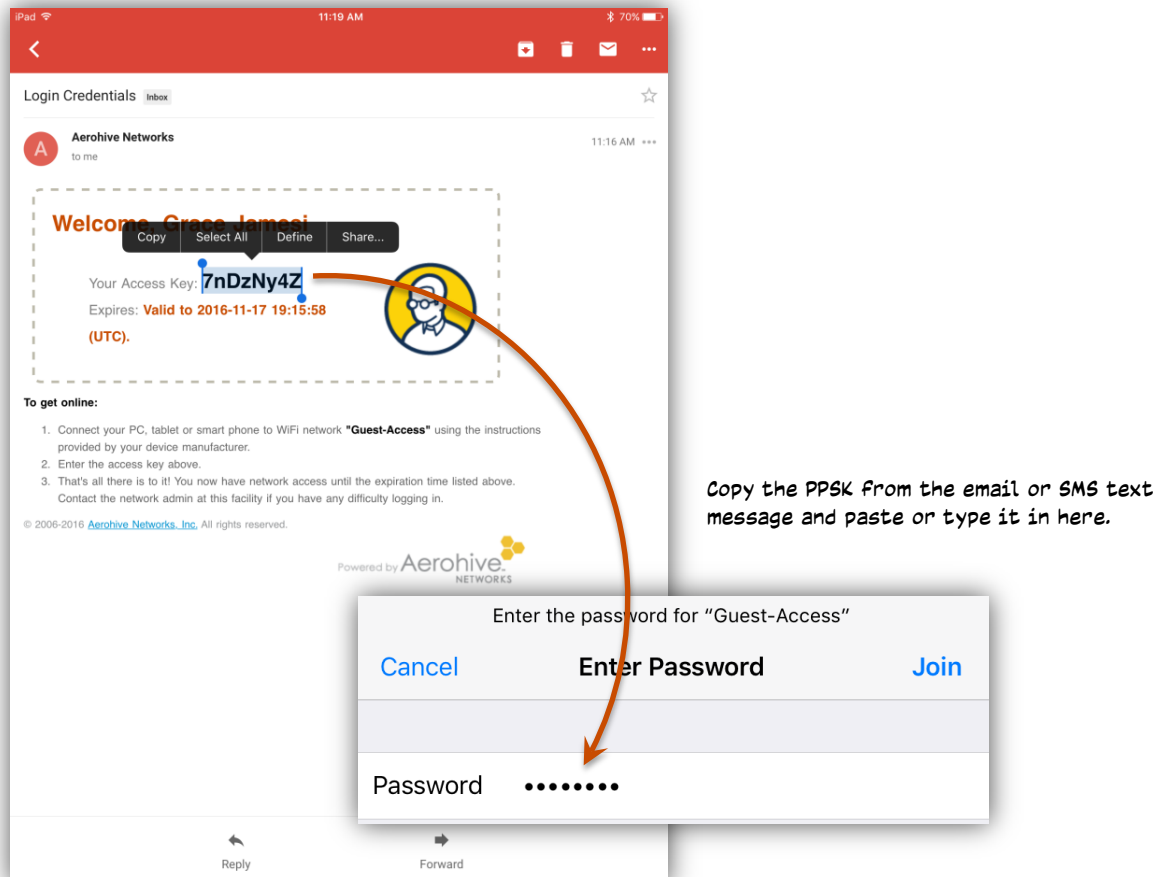 iPad 11:19 AM 70%
Login Credentials Inbox
A
Aerohive Networks
11:16 AM
to me
Welcome, Grace Jamesi
Copy Select All Define Share...
Your Access Key: 7nDzNy4Z
Expires: Valid to 2016-11-17 19:15:58
(UTC).
To get online:
1. Connect your PC, tablet or smart phone to WiFi network "Guest-Access" using the instructions
provided by your device manufacturer.
2. Enter the access key above.
3. That's all there is to it! You now have network access until the expiration time listed above.
Contact the network admin at this facility if you have any difficulty logging in.
© 2006-2016 Aerohive Networks, Inc. All rights reserved.
Powered by Aerohive
NETWORKS
Copy the PPSK from the email or SMS text
message and paste or type it in here.
Enter the password for “Guest-Access”
Cancel Enter Password Join
Password ••••••••
Reply Forward